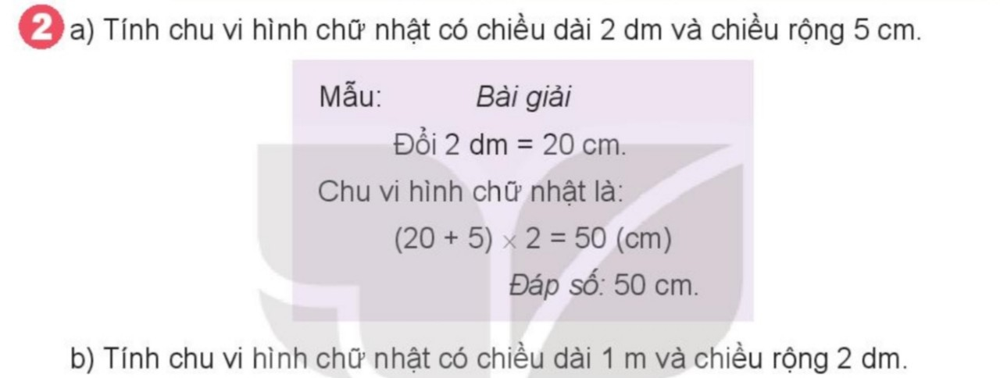 2 a) Tính chu vi hình chữ nhật có chiều dài 2 dm và chiều rộng 5 cm.
Mẫu: Bài giải
Đổi 2 dm = 20 cm.
Chu vi hình chữ nhật là:
(20 + 5) × 2 = 50 (cm)
Đáp số: 50 cm.
b) Tính chu vi hình chữ nhật có chiều dài 1 m và chiều rộng 2 dm.